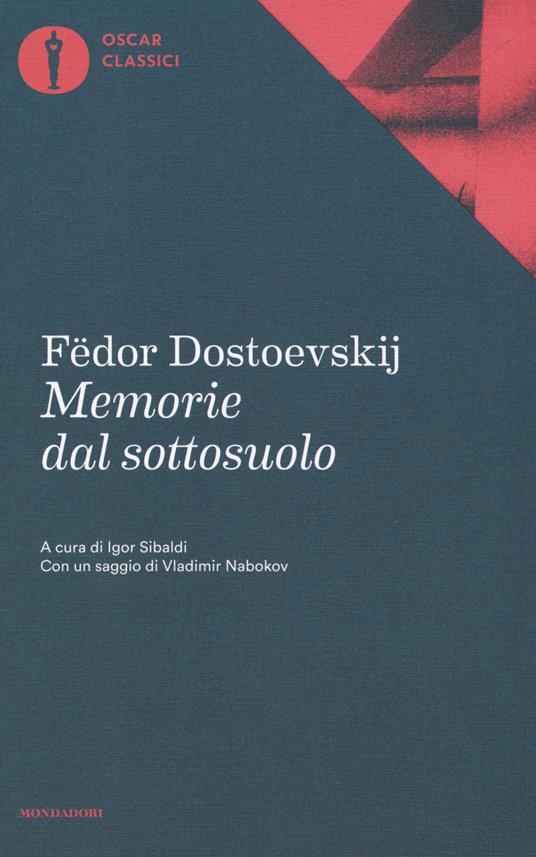 OSCAR
CLASSICI
Fëdor Dostoevskij
Memorie
dal sottosuolo
A cura di Igor Sibaldi
Con un saggio di Vladimir Nabokov
MONDADORI